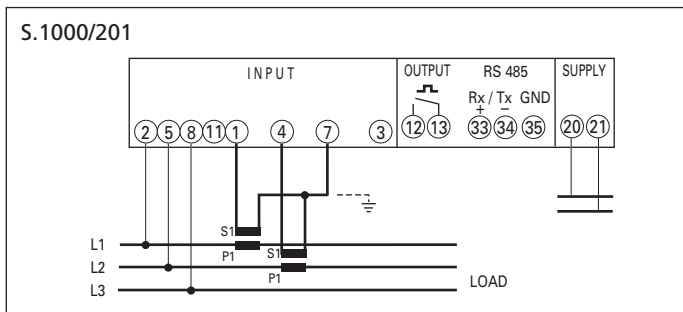 S.1000/201
INPUT OUTPUT RS 485 SUPPLY
Rx / Tx GND
+ −
2 5 8 11 1 4 7 3 12 13 33 34 35 20 21
S1
L1
P1 S1
L2
P1
LOAD
L3